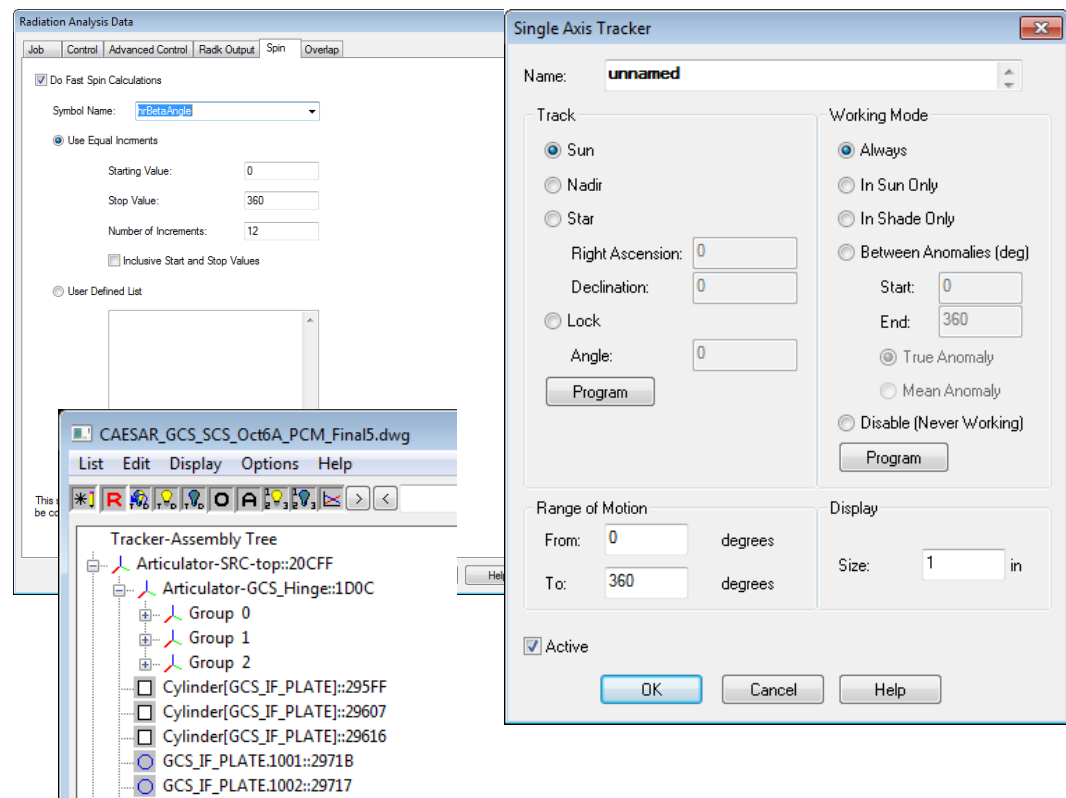 Radiation Analysis Data
Job Control Advanced Control Radk Output Spin Overlap
Do Fast Spin Calculations
Symbol Name: hrBetaAngle
Use Equal Incrments
Starting Value: 0
Stop Value: 360
Number of Increments: 12
Inclusive Start and Stop Values
User Defined List
This
be co
Help
CAESAR_GCS_SCS_Oct6A_PCM_Final5.dwg
List Edit Display Options Help
Tracker-Assembly Tree
Articulator-SRC-top::20CFF
Articulator-GCS_Hinge::1D0C
Group 0
Group 1
Group 2
Cylinder[GCS_IF_PLATE]::295FF
Cylinder[GCS_IF_PLATE]::29607
Cylinder[GCS_IF_PLATE]::29616
GCS_IF_PLATE.1001::2971B
GCS_IF_PLATE.1002::29717
Single Axis Tracker
Name: unnamed
Track
Sun
Nadir
Star
Right Ascension: 0
Declination: 0
Lock
Angle: 0
Program
Working Mode
Always
In Sun Only
In Shade Only
Between Anomalies (deg)
Start: 0
End: 360
True Anomaly
Mean Anomaly
Disable (Never Working)
Program
Range of Motion
From: 0 degrees
To: 360 degrees
Display
Size: 1 in
Active
OK Cancel Help